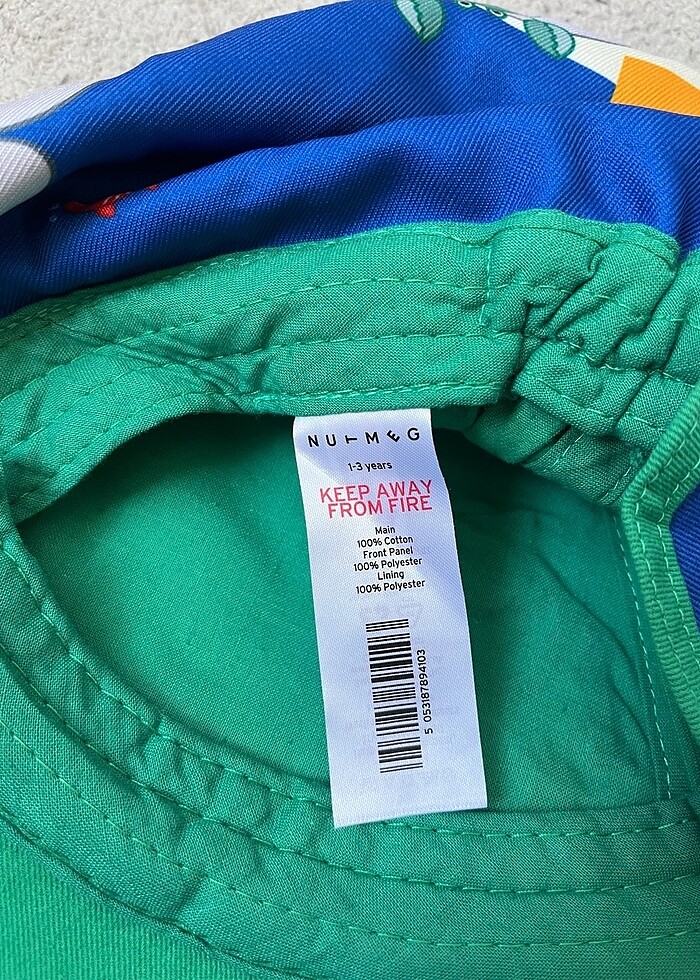 NUTMEG
1-3 years
KEEP AWAY
FROM FIRE
Main
100% Cotton
Front Panel
100% Polyester
Lining
100% Polyester
5 053187894103